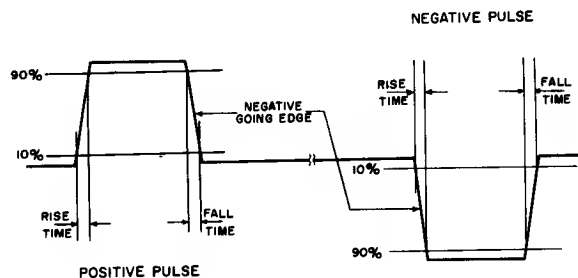 NEGATIVE PULSE
90%
RISE
TIME
FALL
TIME
NEGATIVE
GOING EDGE
10%
10%
RISE
TIME
FALL
TIME
90%
POSITIVE PULSE